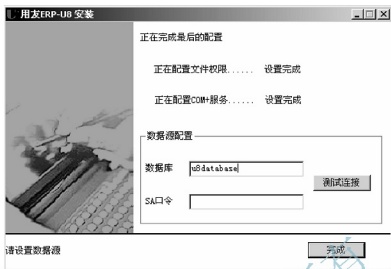 用友ERP-U8 安装
正在完成最后的配置
正在配置文件权限...... 设置完成
正在配置COM+服务...... 设置完成
数据源配置
数据库 u8database
测试连接
SA口令
请设置数据源
完成